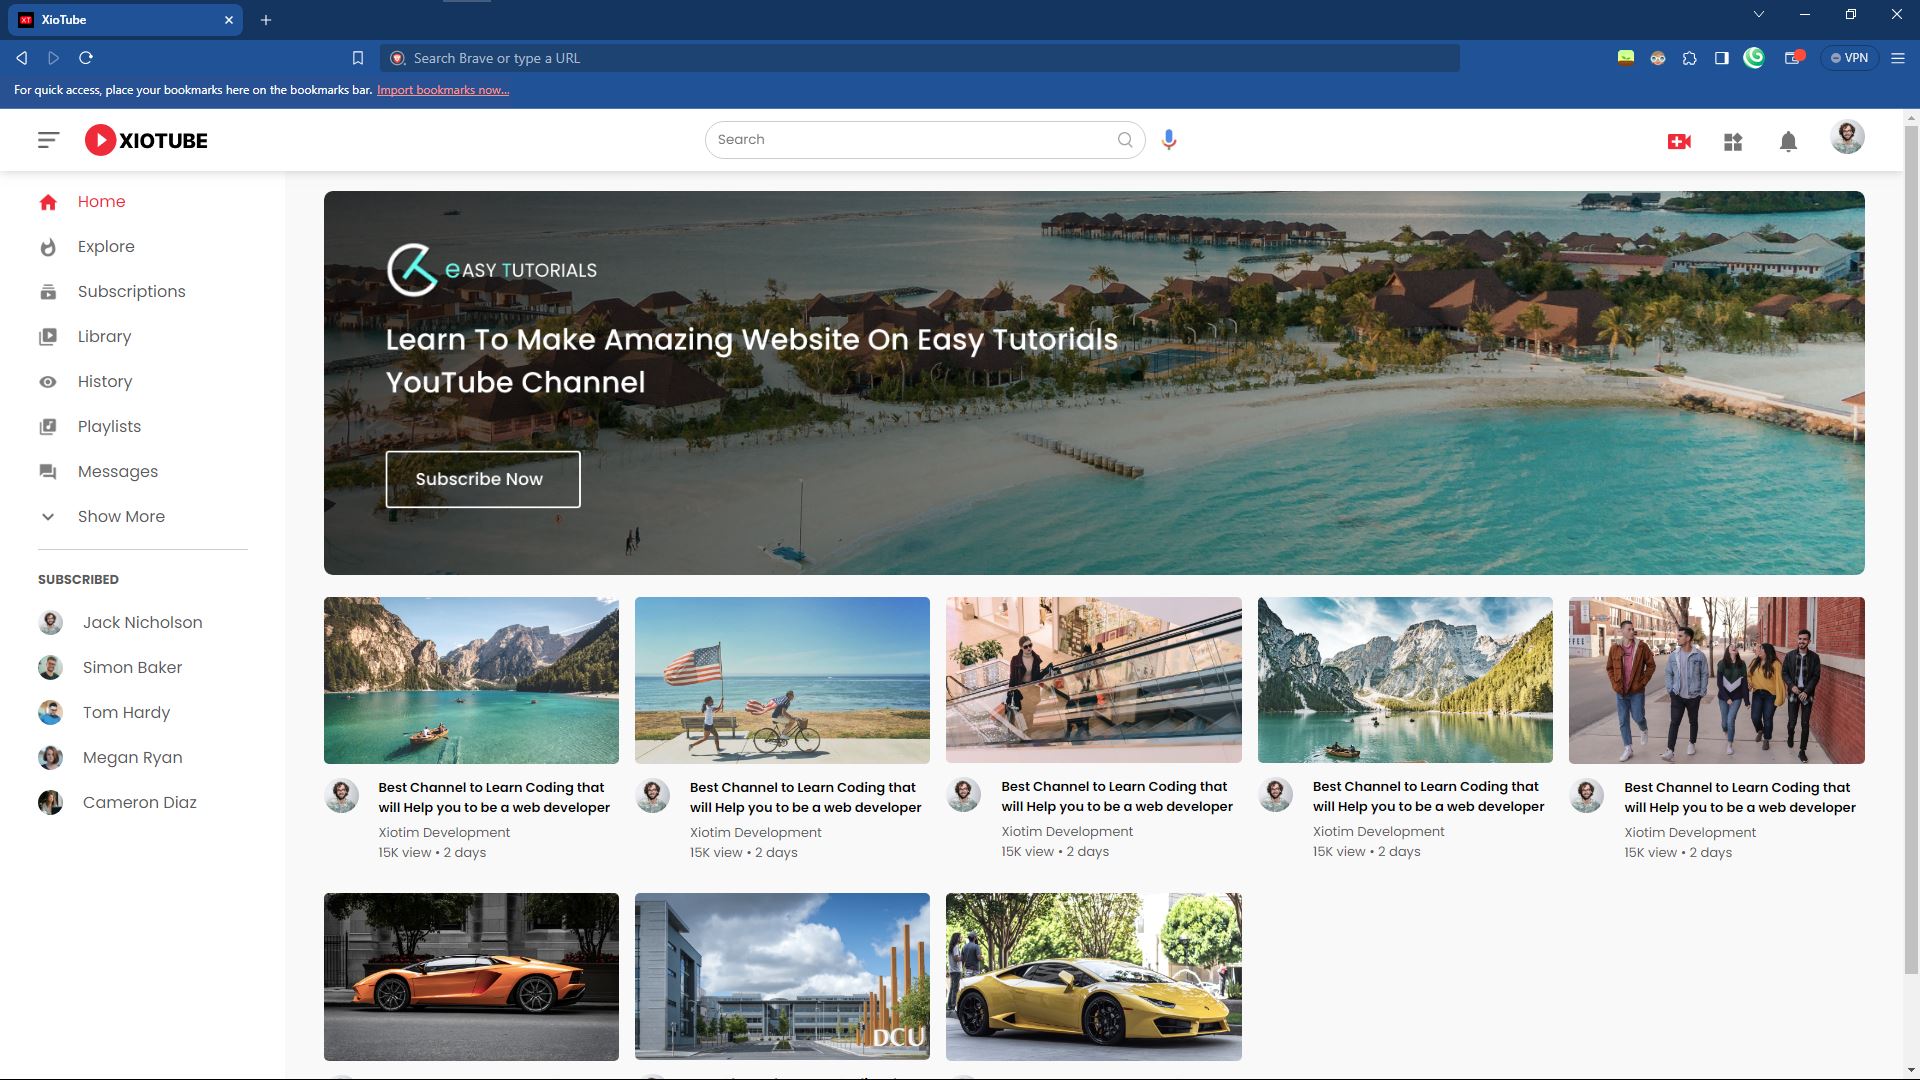 XT
XioTube
Search Brave or type a URL
VPN
For quick access, place your bookmarks here on the bookmarks bar. Import bookmarks now...
XIOTUBE
Search
Home
Explore
Subscriptions
Library
History
Playlists
Messages
Show More
SUBSCRIBED
Jack Nicholson
Simon Baker
Tom Hardy
Megan Ryan
Cameron Diaz
eASY TUTORIALS
Learn To Make Amazing Website On Easy Tutorials
YouTube Channel
Subscribe Now
Best Channel to Learn Coding that
will Help you to be a web developer
Xiotim Development
15K view • 2 days
Best Channel to Learn Coding that
will Help you to be a web developer
Xiotim Development
15K view • 2 days
Best Channel to Learn Coding that
will Help you to be a web developer
Xiotim Development
15K view • 2 days
Best Channel to Learn Coding that
will Help you to be a web developer
Xiotim Development
15K view • 2 days
Best Channel to Learn Coding that
will Help you to be a web developer
Xiotim Development
15K view • 2 days
DCU